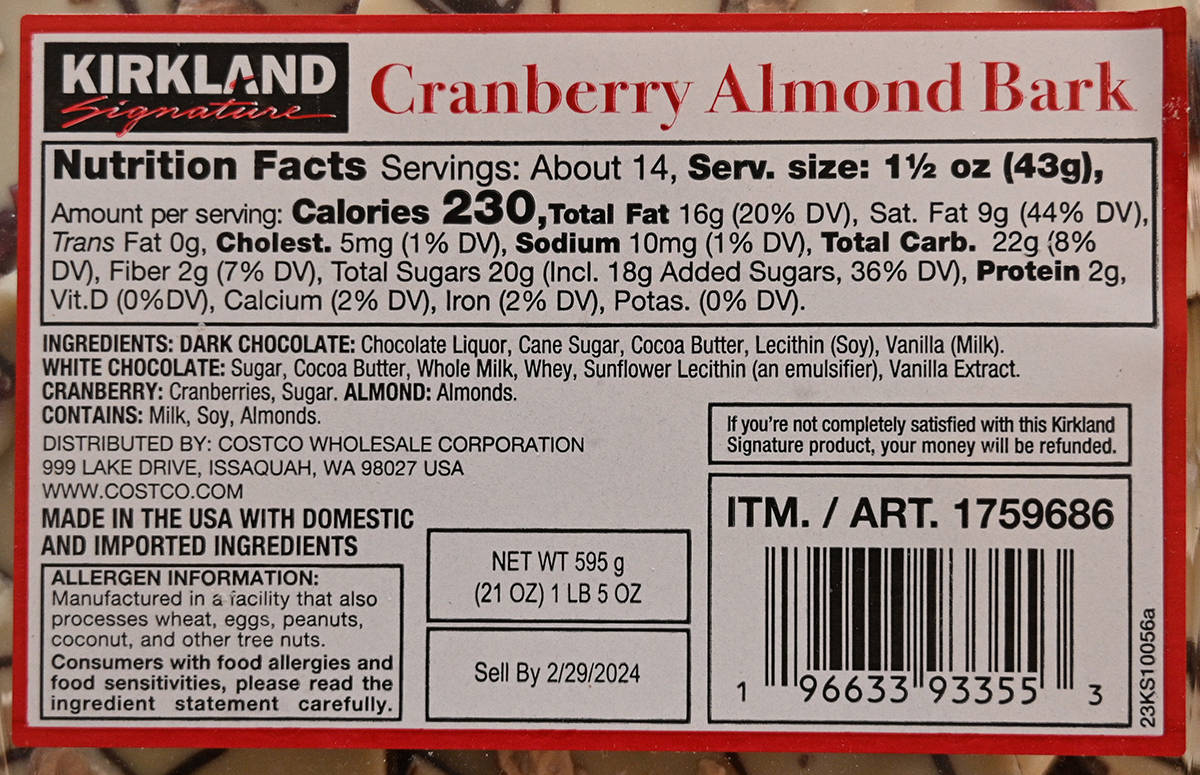 KIRKLAND
Signature
Cranberry Almond Bark
Nutrition Facts Servings: About 14, Serv. size: 1½ oz (43g),
Amount per serving: Calories 230, Total Fat 16g (20% DV), Sat. Fat 9g (44% DV),
Trans Fat 0g, Cholest. 5mg (1% DV), Sodium 10mg (1% DV), Total Carb. 22g (8%
DV), Fiber 2g (7% DV), Total Sugars 20g (Incl. 18g Added Sugars, 36% DV), Protein 2g,
Vit.D (0%DV), Calcium (2% DV), Iron (2% DV), Potas. (0% DV).
INGREDIENTS: DARK CHOCOLATE: Chocolate Liquor, Cane Sugar, Cocoa Butter, Lecithin (Soy), Vanilla (Milk).
WHITE CHOCOLATE: Sugar, Cocoa Butter, Whole Milk, Whey, Sunflower Lecithin (an emulsifier), Vanilla Extract.
CRANBERRY: Cranberries, Sugar. ALMOND: Almonds.
CONTAINS: Milk, Soy, Almonds.
DISTRIBUTED BY: COSTCO WHOLESALE CORPORATION
999 LAKE DRIVE, ISSAQUAH, WA 98027 USA
WWW.COSTCO.COM
MADE IN THE USA WITH DOMESTIC
AND IMPORTED INGREDIENTS
ALLERGEN INFORMATION:
Manufactured in a facility that also
processes wheat, eggs, peanuts,
coconut, and other tree nuts.
Consumers with food allergies and
food sensitivities, please read the
ingredient statement carefully.
NET WT 595 g
(21 OZ) 1 LB 5 OZ
Sell By 2/29/2024
If you're not completely satisfied with this Kirkland
Signature product, your money will be refunded.
ITM. / ART. 1759686
1 96633 93355 3
23KS10056a